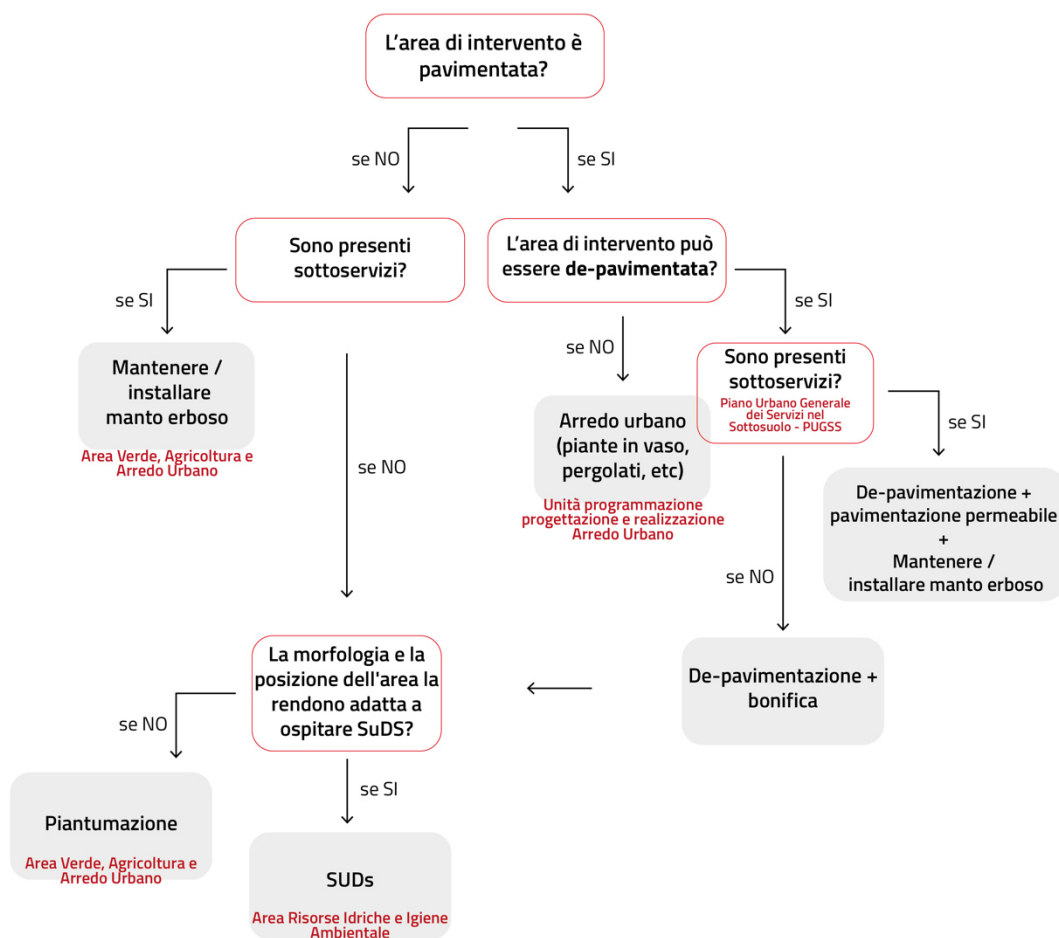 L’area di intervento è
pavimentata?
se NO
se SI
Sono presenti
sottoservizi?
L’area di intervento può
essere de-pavimentata?
se SI
se SI
se NO
Mantenere /
installare
manto erboso
Area Verde, Agricoltura e
Arredo Urbano
Sono presenti
sottoservizi?
Piano Urbano Generale
dei Servizi nel
Sottosuolo - PUGSS
Arredo urbano
(piante in vaso,
pergolati, etc)
Unità programmazione
progettazione e realizzazione
Arredo Urbano
se SI
se NO
De-pavimentazione +
pavimentazione permeabile
+
Mantenere /
installare manto erboso
se NO
La morfologia e la
posizione dell'area la
rendono adatta a
ospitare SuDS?
De-pavimentazione +
bonifica
se NO
se SI
Piantumazione
Area Verde, Agricoltura e
Arredo Urbano
SUDs
Area Risorse Idriche e Igiene
Ambientale